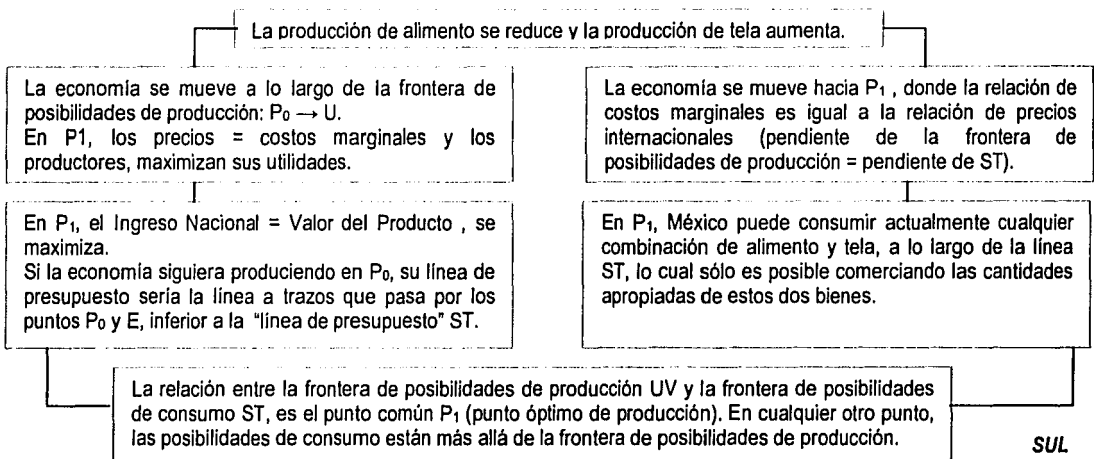 La producción de alimento se reduce y la producción de tela aumenta.
La economía se mueve a lo largo de la frontera de
posibilidades de producción: P₀ → U.
En P1, los precios = costos marginales y los
productores, maximizan sus utilidades.
La economía se mueve hacia P₁ , donde la relación de
costos marginales es igual a la relación de precios
internacionales (pendiente de la frontera de
posibilidades de producción = pendiente de ST).
En P₁, el Ingreso Nacional = Valor del Producto , se
maximiza.
Si la economía siguiera produciendo en P₀, su línea de
presupuesto sería la línea a trazos que pasa por los
puntos P₀ y E, inferior a la "línea de presupuesto" ST.
En P₁, México puede consumir actualmente cualquier
combinación de alimento y tela, a lo largo de la línea
ST, lo cual sólo es posible comerciando las cantidades
apropiadas de estos dos bienes.
La relación entre la frontera de posibilidades de producción UV y la frontera de posibilidades
de consumo ST, es el punto común P₁ (punto óptimo de producción). En cualquier otro punto,
las posibilidades de consumo están más allá de la frontera de posibilidades de producción.
SUL